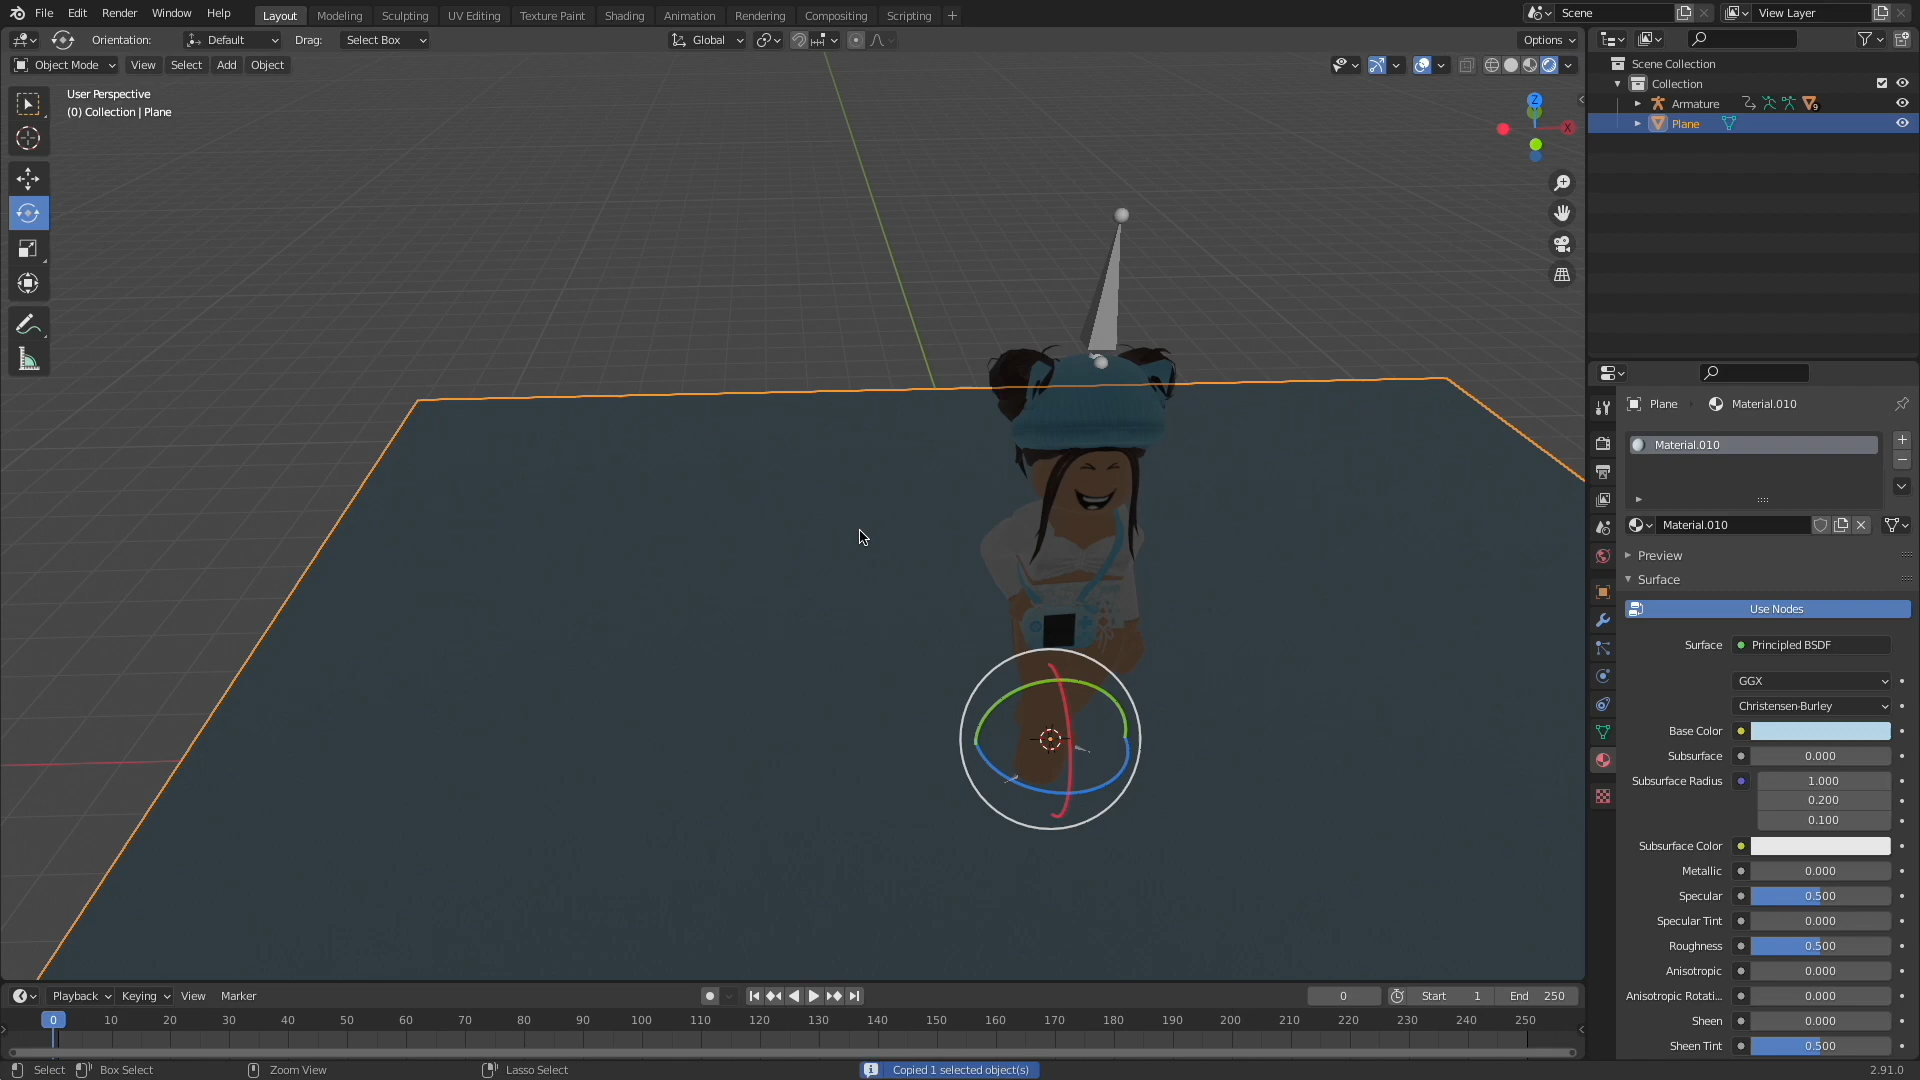 File Edit Render Window Help Layout Modeling Sculpting UV Editing Texture Paint Shading Animation Rendering Compositing Scripting + Scene View Layer
Orientation: Default Drag: Select Box Global Options
Object Mode View Select Add Object
User Perspective
(0) Collection | Plane
Z
X
Scene Collection
Collection
Armature 9
Plane
Plane Material.010
Material.010
Material.010
Preview
Surface
Use Nodes
Surface Principled BSDF
GGX
Christensen-Burley
Base Color
Subsurface 0.000
Subsurface Radius 1.000
0.200
0.100
Subsurface Color
Metallic 0.000
Specular 0.500
Specular Tint 0.000
Roughness 0.500
Anisotropic 0.000
Anisotropic Rotati... 0.000
Sheen 0.000
Sheen Tint 0.500
Playback Keying View Marker 0 Start 1 End 250
0 10 20 30 40 50 60 70 80 90 100 110 120 130 140 150 160 170 180 190 200 210 220 230 240 250
Select Box Select Zoom View Lasso Select Copied 1 selected object(s) 2.91.0